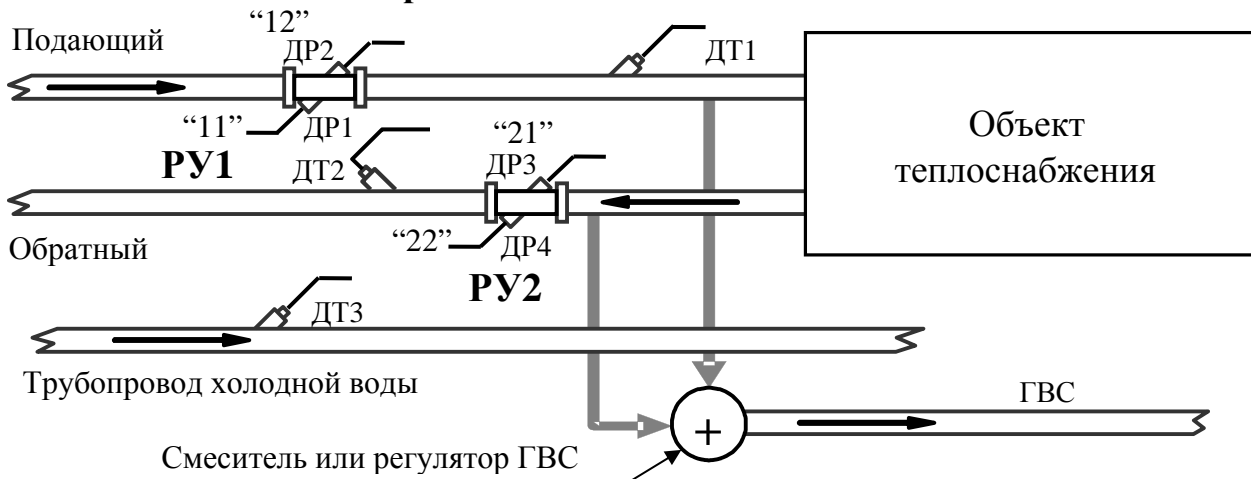 “12”
Подающий
ДР2
ДТ1
“11”
ДР1
РУ1
ДТ2
“21”
ДР3
Объект
теплоснабжения
Обратный
“22”
ДР4
РУ2
ДТ3
Трубопровод холодной воды
ГВС
+
Смеситель или регулятор ГВС